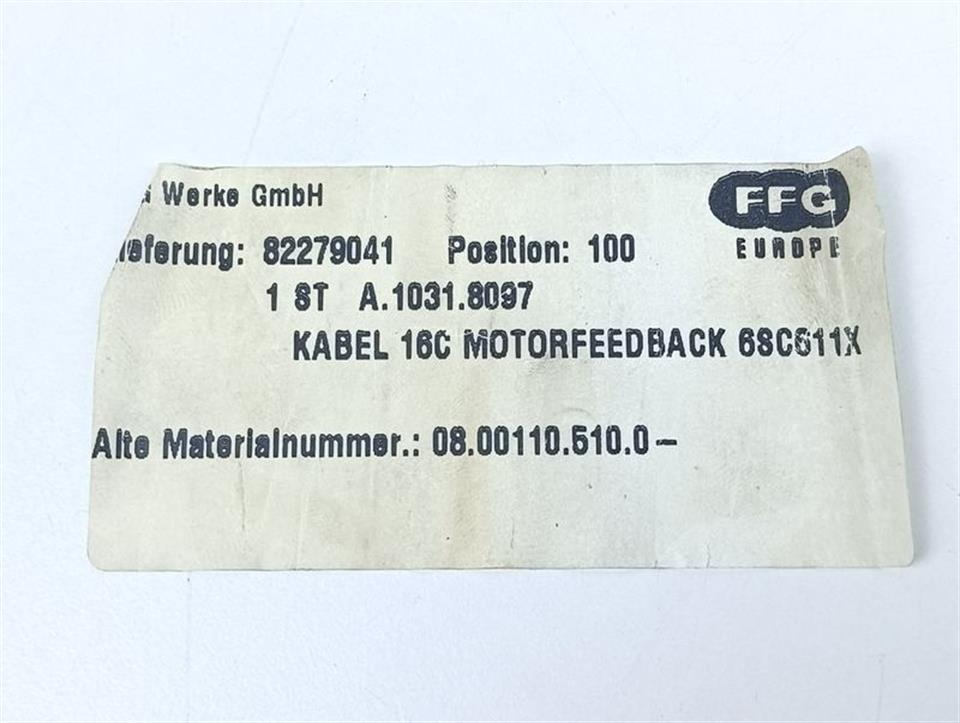 Werke GmbH
FFG
EUROPE
ieferung: 82279041 Position: 100
1 ST A.1031.8097
KABEL 16C MOTORFEEDBACK 6SC611X
Alte Materialnummer.: 08.00110.510.0-